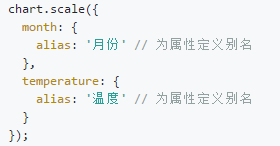 chart.scale({
  month: {
    alias: '月份' // 为属性定义别名
  },
  temperature: {
    alias: '温度' // 为属性定义别名
  }
});